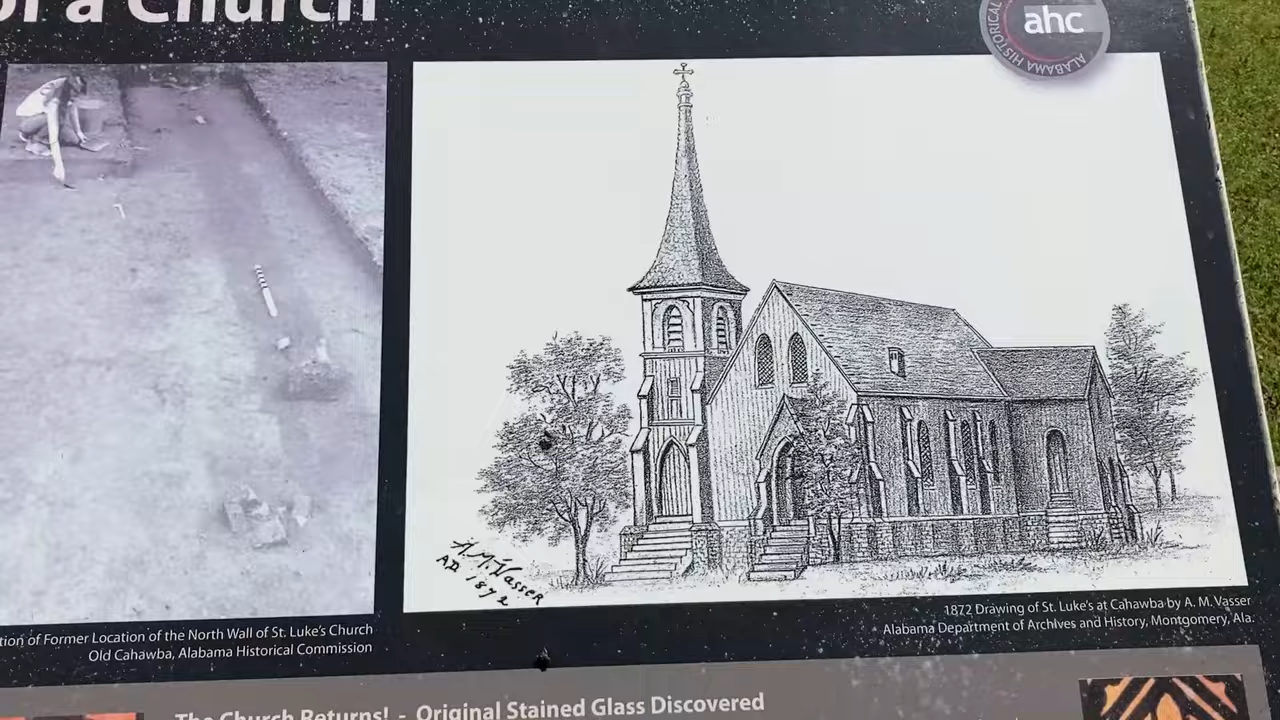 of a Church
ahc
ALABAMA HISTORICAL
A.M. Vasser
AD 1872
tion of Former Location of the North Wall of St. Luke's Church
Old Cahawba, Alabama Historical Commission
1872 Drawing of St. Luke's at Cahawba by A. M. Vasser
Alabama Department of Archives and History, Montgomery, Ala.
The Church Returns! - Original Stained Glass Discovered